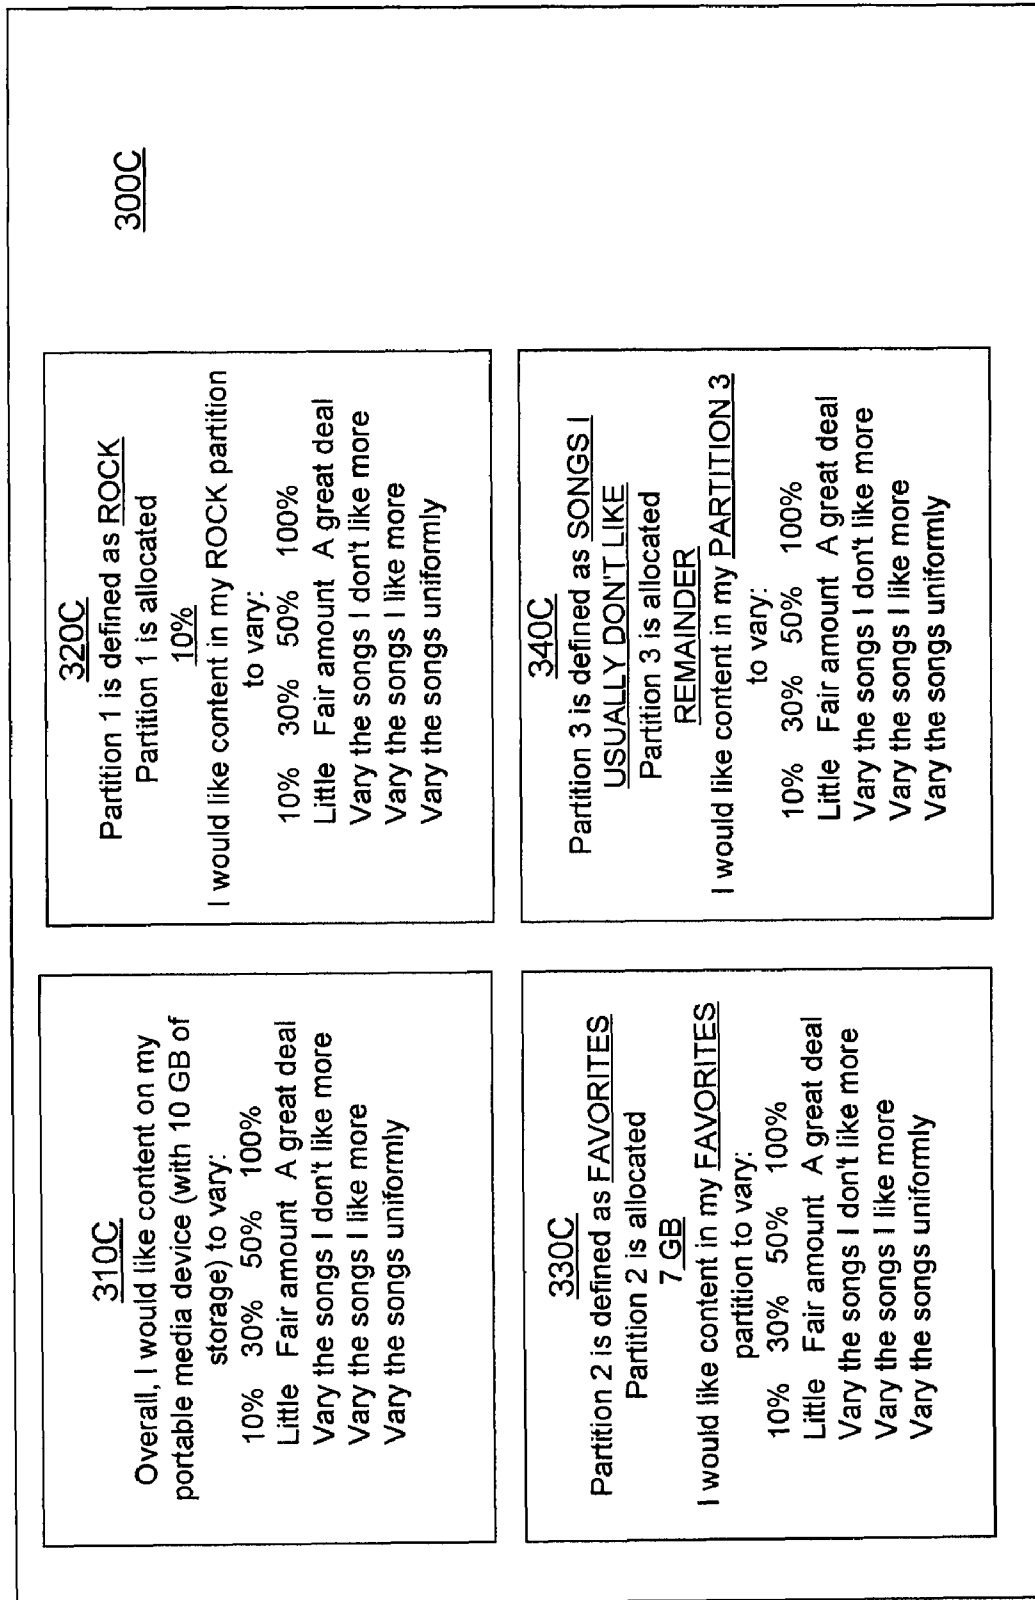 310C
Overall, I would like content on my
portable media device (with 10 GB of
storage) to vary:
10% 30% 50% 100%
Little Fair amount A great deal
Vary the songs I don't like more
Vary the songs I like more
Vary the songs uniformly
320C
Partition 1 is defined as ROCK
Partition 1 is allocated
10%
I would like content in my ROCK partition
to vary:
10% 30% 50% 100%
Little Fair amount A great deal
Vary the songs I don't like more
Vary the songs I like more
Vary the songs uniformly
300C
330C
Partition 2 is defined as FAVORITES
Partition 2 is allocated
7 GB
I would like content in my FAVORITES
partition to vary:
10% 30% 50% 100%
Little Fair amount A great deal
Vary the songs I don't like more
Vary the songs I like more
Vary the songs uniformly
340C
Partition 3 is defined as SONGS I
USUALLY DON'T LIKE
Partition 3 is allocated
REMAINDER
I would like content in my PARTITION 3
to vary:
10% 30% 50% 100%
Little Fair amount A great deal
Vary the songs I don't like more
Vary the songs I like more
Vary the songs uniformly